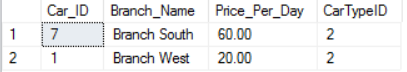 Car_ID Branch_Name Price_Per_Day CarTypeID
1 7 Branch South 60.00 2
2 1 Branch West 20.00 2